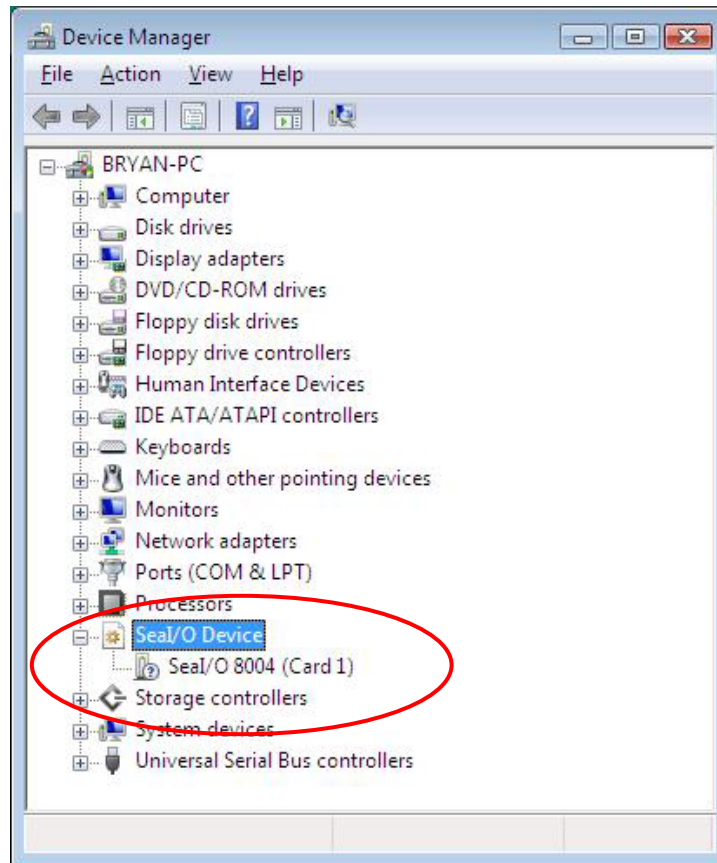 Device Manager
File Action View Help
BRYAN-PC
Computer
Disk drives
Display adapters
DVD/CD-ROM drives
Floppy disk drives
Floppy drive controllers
Human Interface Devices
IDE ATA/ATAPI controllers
Keyboards
Mice and other pointing devices
Monitors
Network adapters
Ports (COM & LPT)
Processors
SeaI/O Device
SeaI/O 8004 (Card 1)
Storage controllers
System devices
Universal Serial Bus controllers